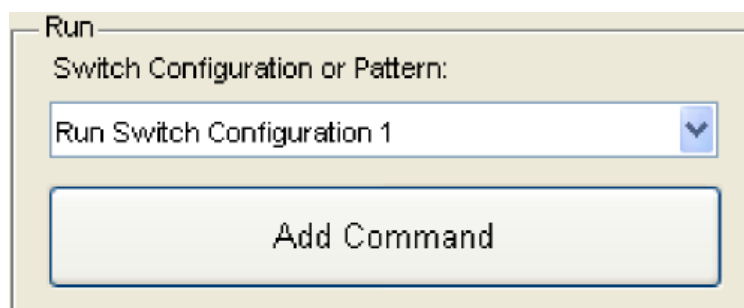 Run
Switch Configuration or Pattern:
Run Switch Configuration 1
Add Command